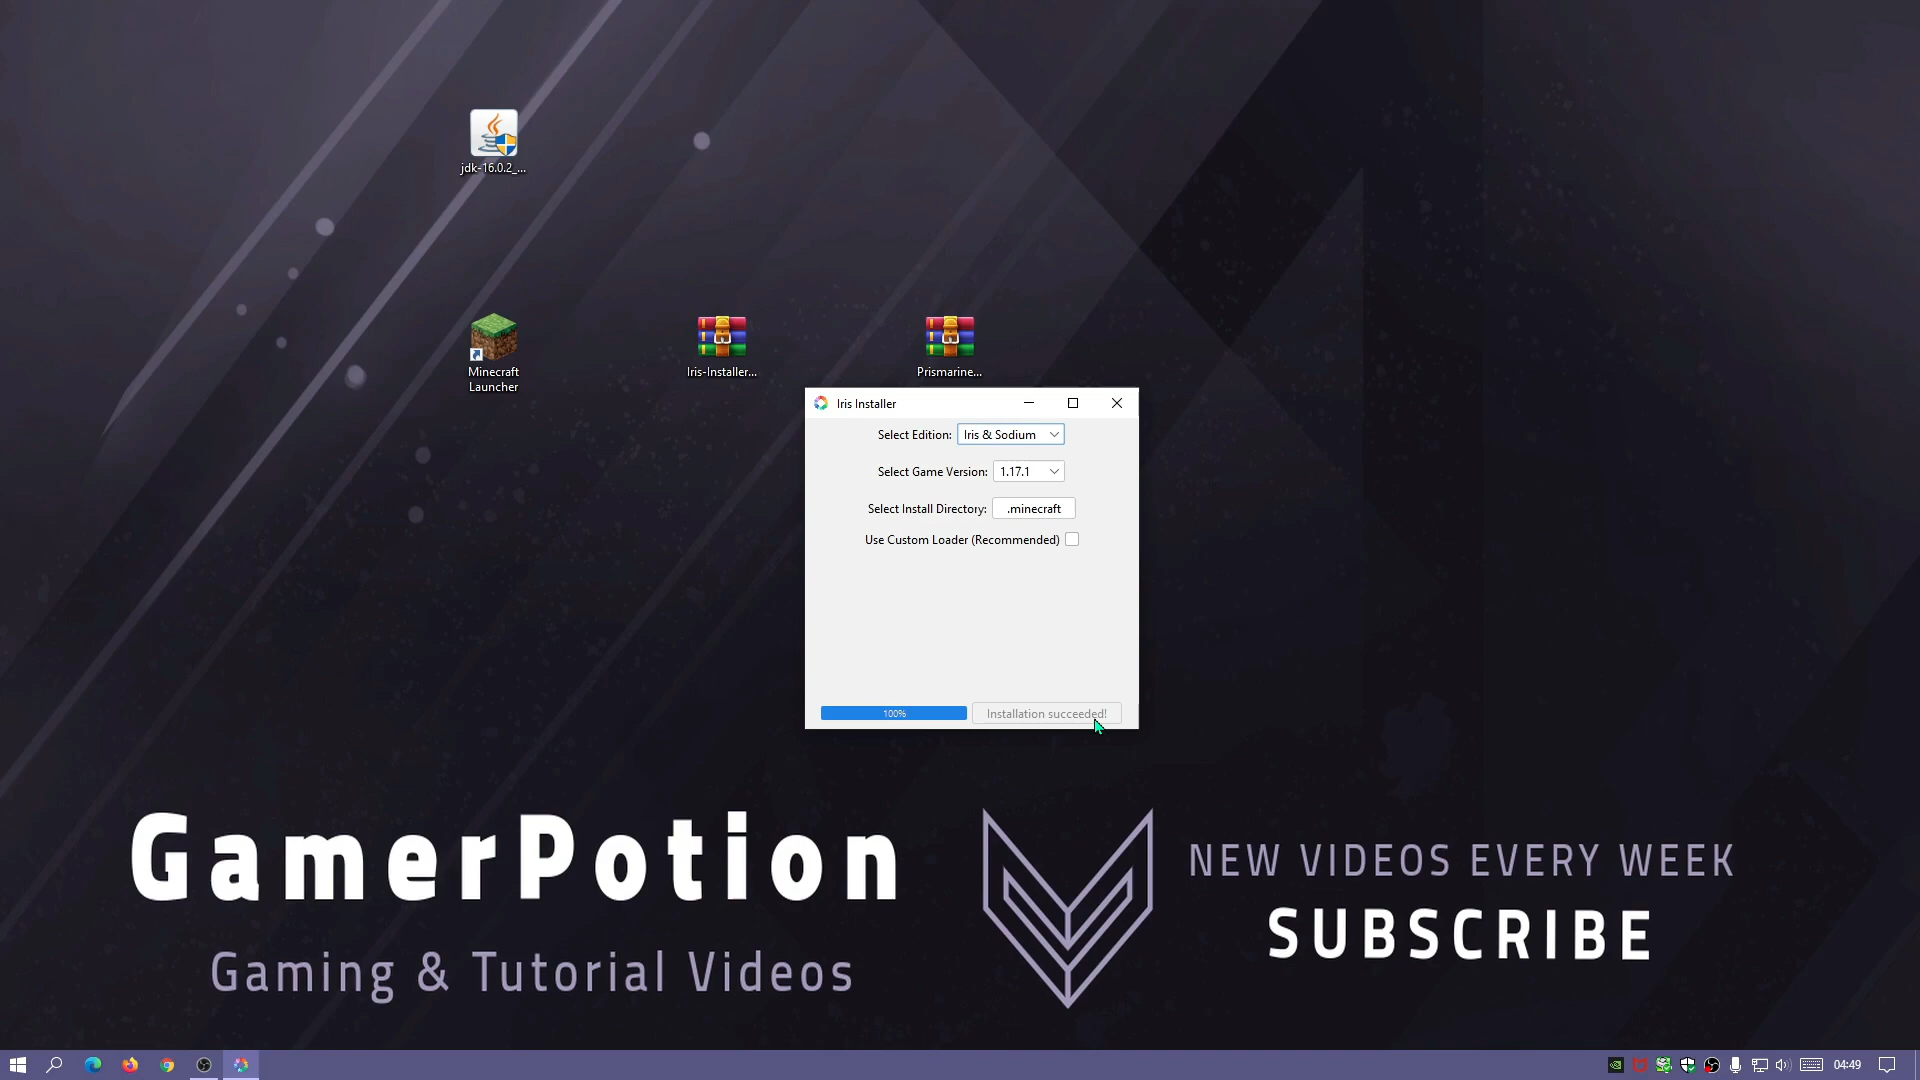 jdk-16.0.2_...
Minecraft
Launcher
Iris-Installer...
Prismarine...
Iris Installer
Select Edition: Iris & Sodium
Select Game Version: 1.17.1
Select Install Directory: .minecraft
Use Custom Loader (Recommended)
100% Installation succeeded!
GamerPotion
Gaming & Tutorial Videos
NEW VIDEOS EVERY WEEK
SUBSCRIBE
04:49